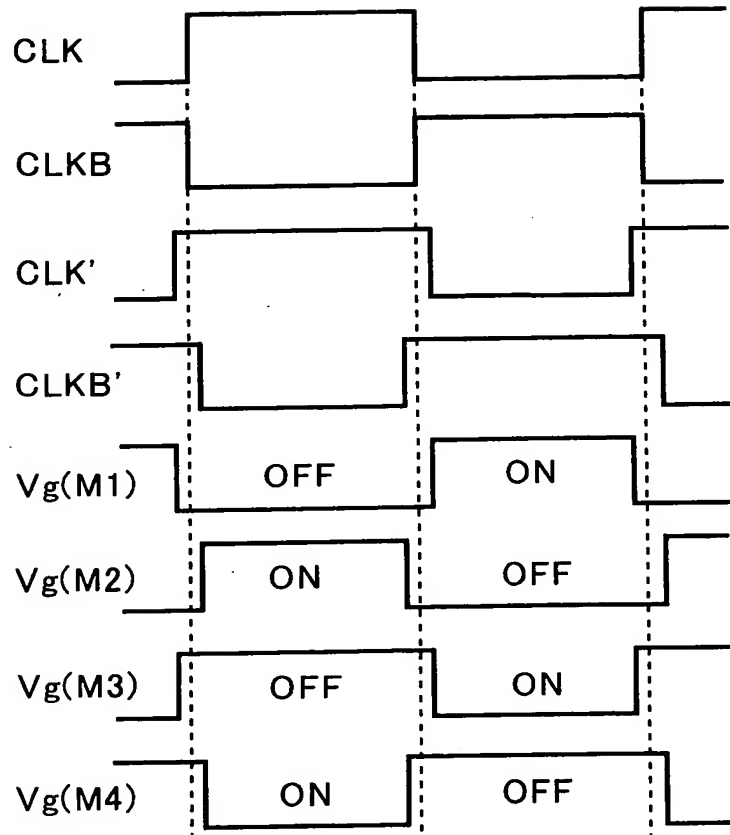 CLK
CLKB
CLK'
CLKB'
Vg(M1) OFF ON
Vg(M2) ON OFF
Vg(M3) OFF ON
Vg(M4) ON OFF